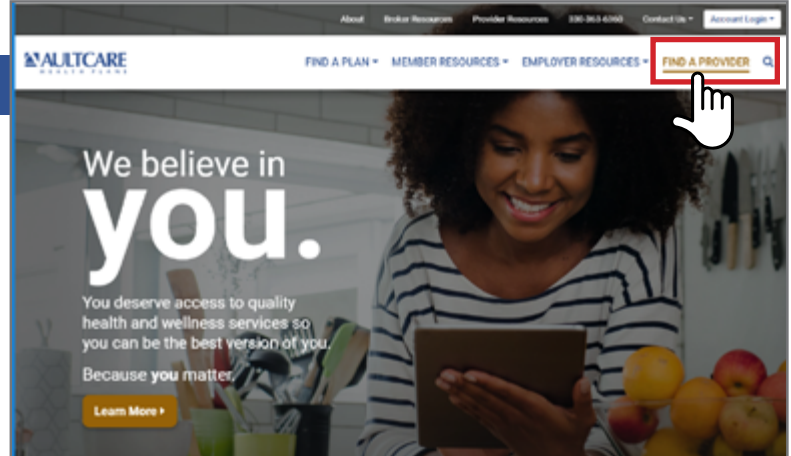 About Broker Resources Provider Resources 330-363-6360 Contact Us Account Login
AULTCARE
HEALTH PLANS
FIND A PLAN MEMBER RESOURCES EMPLOYER RESOURCES FIND A PROVIDER
We believe in
you.
You deserve access to quality
health and wellness services so
you can be the best version of you.
Because you matter.
Learn More